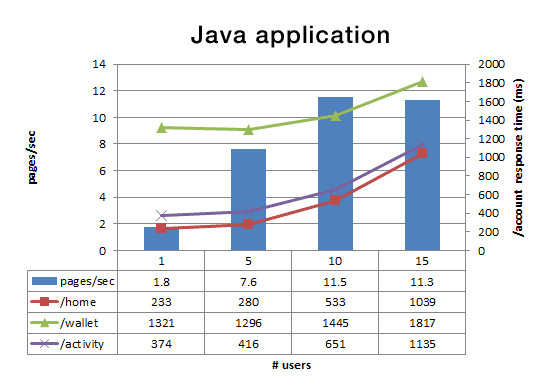 Java application
14 2000
12 1800
10 1600
8 1400
6 1200
4 1000
2 800
0 600
400
200
0
pages/sec
/account response time (ms)
1 5 10 15
pages/sec 1.8 7.6 11.5 11.3
/home 233 280 533 1039
/wallet 1321 1296 1445 1817
/activity 374 416 651 1135
# users